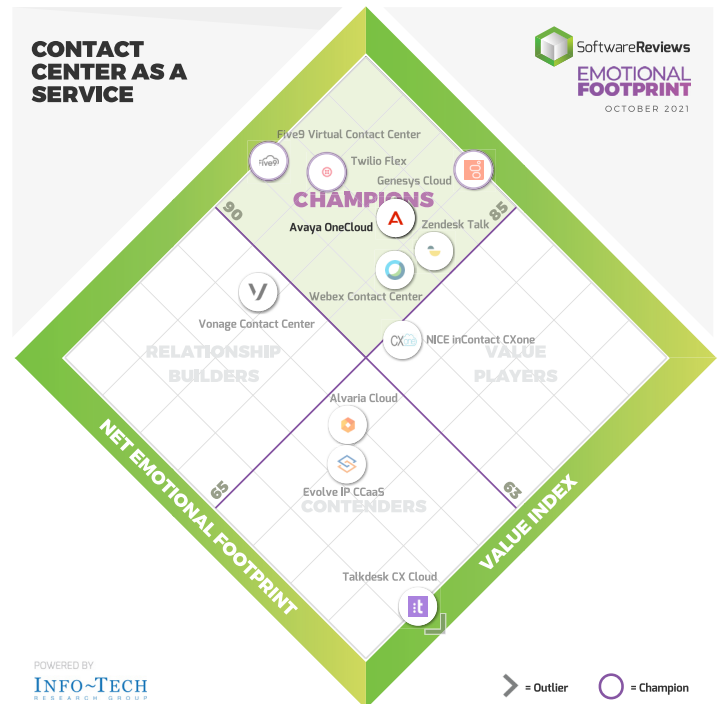 CONTACT
CENTER AS A
SERVICE
SoftwareReviews
EMOTIONAL
FOOTPRINT
OCTOBER 2021
Five9 Virtual Contact Center
Five9
Twilio Flex
Genesys Cloud
CHAMPIONS
90
85
Avaya OneCloud
Zendesk Talk
Webex Contact Center
Vonage Contact Center
CX
NICE inContact CXone
RELATIONSHIP
BUILDERS
VALUE
PLAYERS
Alvaria Cloud
Evolve IP CCaaS
CONTENDERS
65
63
NET EMOTIONAL FOOTPRINT
VALUE INDEX
Talkdesk CX Cloud
:t
POWERED BY
INFO~TECH
RESEARCH GROUP
= Outlier
= Champion